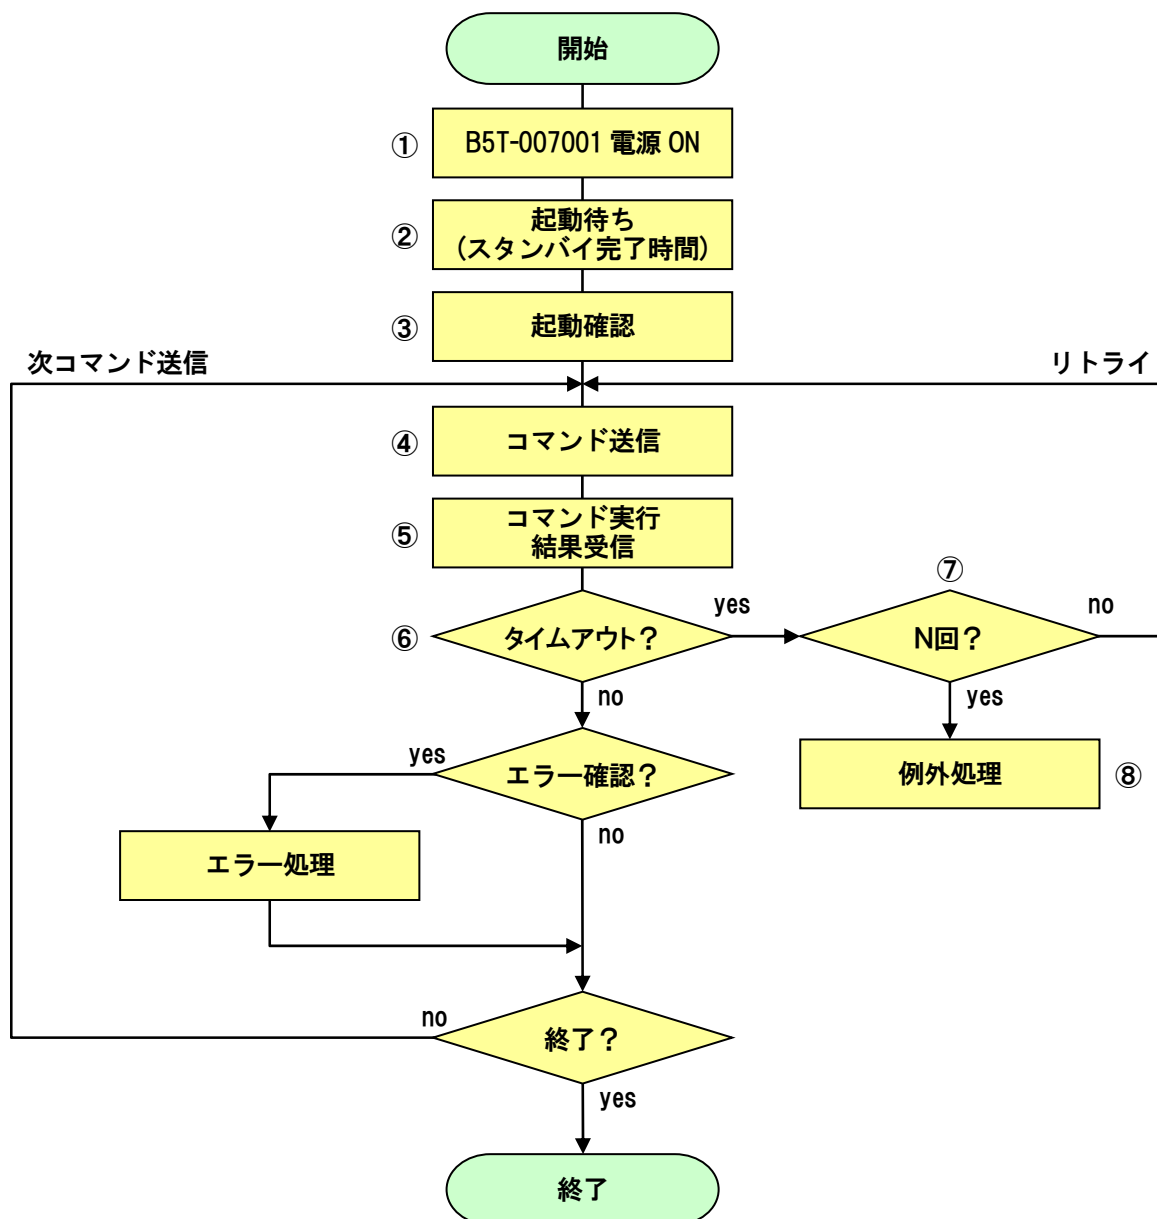 開始
①
B5T-007001 電源 ON
②
起動待ち
(スタンバイ完了時間)
③
起動確認
次コマンド送信
リトライ
④
コマンド送信
⑤
コマンド実行
結果受信
⑥
タイムアウト?
yes
⑦
N回?
no
no
yes
yes
エラー確認?
例外処理
⑧
no
エラー処理
no
終了?
yes
終了